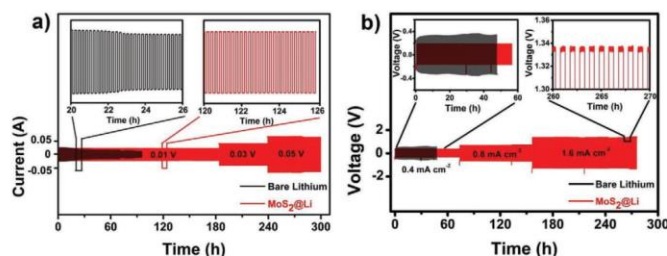 a)
20 22 24 26
Time (h)
120 122 124 126
Time (h)
Current (A)
0.05
0
-0.05
0.01 V
0.03 V
0.05 V
Bare Lithium
MoS₂@Li
0 60 120 180 240 300
Time (h)
b)
Voltage (V)
0.4
0.0
-0.4
0 20 40 60
Time (h)
Voltage (V)
1.36
1.34
1.32
1.30
260 265 270
Time (h)
Voltage (V)
2
0
-2
0.4 mA cm⁻²
0.8 mA cm⁻²
1.6 mA cm⁻²
Bare Lithium
MoS₂@Li
0 60 120 180 240 300
Time (h)